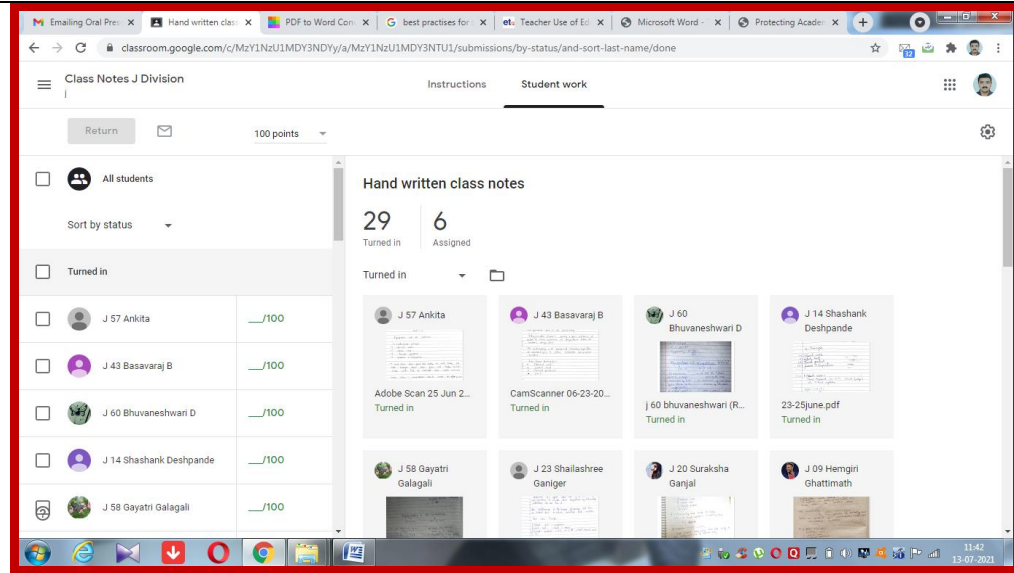 Emailing Oral Pres
Hand written clas
PDF to Word Con
best practises for
Teacher Use of Ed
Microsoft Word -
Protecting Academ
classroom.google.com/c/MzY1NzU1MDY3NDYy/a/MzY1NzU1MDY3NTU1/submissions/by-status/and-sort-last-name/done
32
Class Notes J Division
j
Instructions
Student work
Return
100 points
All students
Sort by status
Turned in
J 57 Ankita __/100
J 43 Basavaraj B __/100
J 60 Bhuvaneshwari D __/100
J 14 Shashank Deshpande __/100
J 58 Gayatri Galagali __/100
Hand written class notes
29 6
Turned in Assigned
Turned in
J 57 Ankita
Adobe Scan 25 Jun 2...
Turned in
J 43 Basavaraj B
CamScanner 06-23-20...
Turned in
J 60
Bhuvaneshwari D
j 60 bhuvaneshwari (R...
Turned in
J 14 Shashank
Deshpande
23-25june.pdf
Turned in
J 58 Gayatri
Galagali
J 23 Shailashree
Ganiger
J 20 Suraksha
Ganjal
J 09 Hemgiri
Ghattimath
11:42
13-07-2021